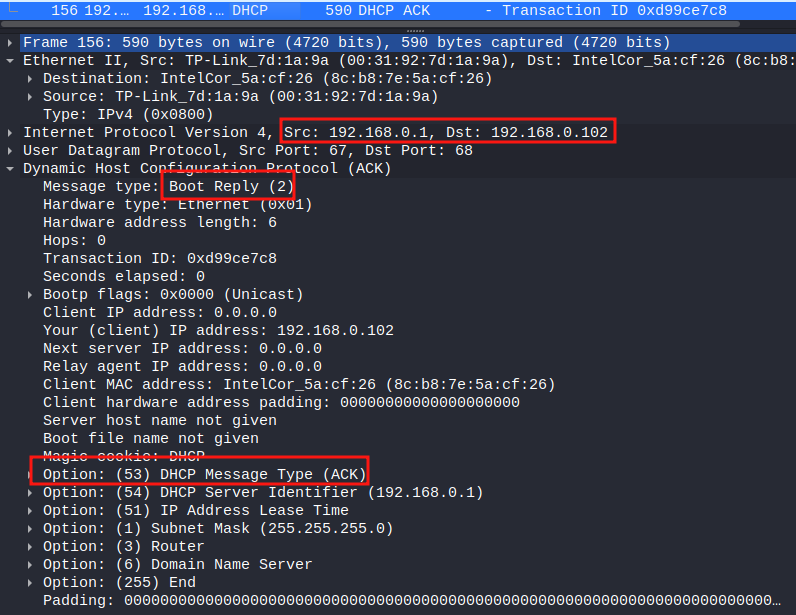 156 192.… 192.168.… DHCP 590 DHCP ACK - Transaction ID 0xd99ce7c8
Frame 156: 590 bytes on wire (4720 bits), 590 bytes captured (4720 bits)
Ethernet II, Src: TP-Link_7d:1a:9a (00:31:92:7d:1a:9a), Dst: IntelCor_5a:cf:26 (8c:b8:
Destination: IntelCor_5a:cf:26 (8c:b8:7e:5a:cf:26)
Source: TP-Link_7d:1a:9a (00:31:92:7d:1a:9a)
Type: IPv4 (0x0800)
Internet Protocol Version 4, Src: 192.168.0.1, Dst: 192.168.0.102
User Datagram Protocol, Src Port: 67, Dst Port: 68
Dynamic Host Configuration Protocol (ACK)
Message type: Boot Reply (2)
Hardware type: Ethernet (0x01)
Hardware address length: 6
Hops: 0
Transaction ID: 0xd99ce7c8
Seconds elapsed: 0
Bootp flags: 0x0000 (Unicast)
Client IP address: 0.0.0.0
Your (client) IP address: 192.168.0.102
Next server IP address: 0.0.0.0
Relay agent IP address: 0.0.0.0
Client MAC address: IntelCor_5a:cf:26 (8c:b8:7e:5a:cf:26)
Client hardware address padding: 00000000000000000000
Server host name not given
Boot file name not given
Magic cookie: DHCP
Option: (53) DHCP Message Type (ACK)
Option: (54) DHCP Server Identifier (192.168.0.1)
Option: (51) IP Address Lease Time
Option: (1) Subnet Mask (255.255.255.0)
Option: (3) Router
Option: (6) Domain Name Server
Option: (255) End
Padding: 000000000000000000000000000000000000000000000000000000000000000000000000…